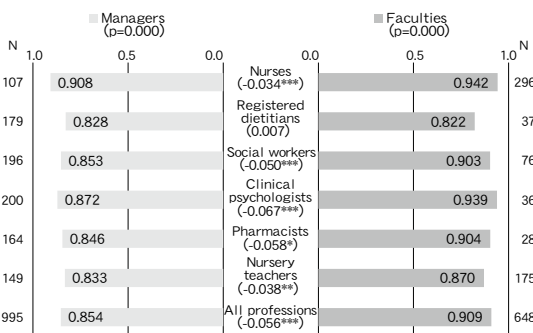 Managers
(p=0.000)
Faculties
(p=0.000)
N
1.0 0.5 0.0 0.0 0.5 1.0
N
107 0.908 Nurses 0.942 296
(-0.034***)
179 0.828 Registered dietitians 0.822 37
(0.007)
196 0.853 Social workers 0.903 76
(-0.050***)
200 0.872 Clinical psychologists 0.939 36
(-0.067***)
164 0.846 Pharmacists 0.904 28
(-0.058*)
149 0.833 Nursery teachers 0.870 175
(-0.038**)
995 0.854 All professions 0.909 648
(-0.056***)